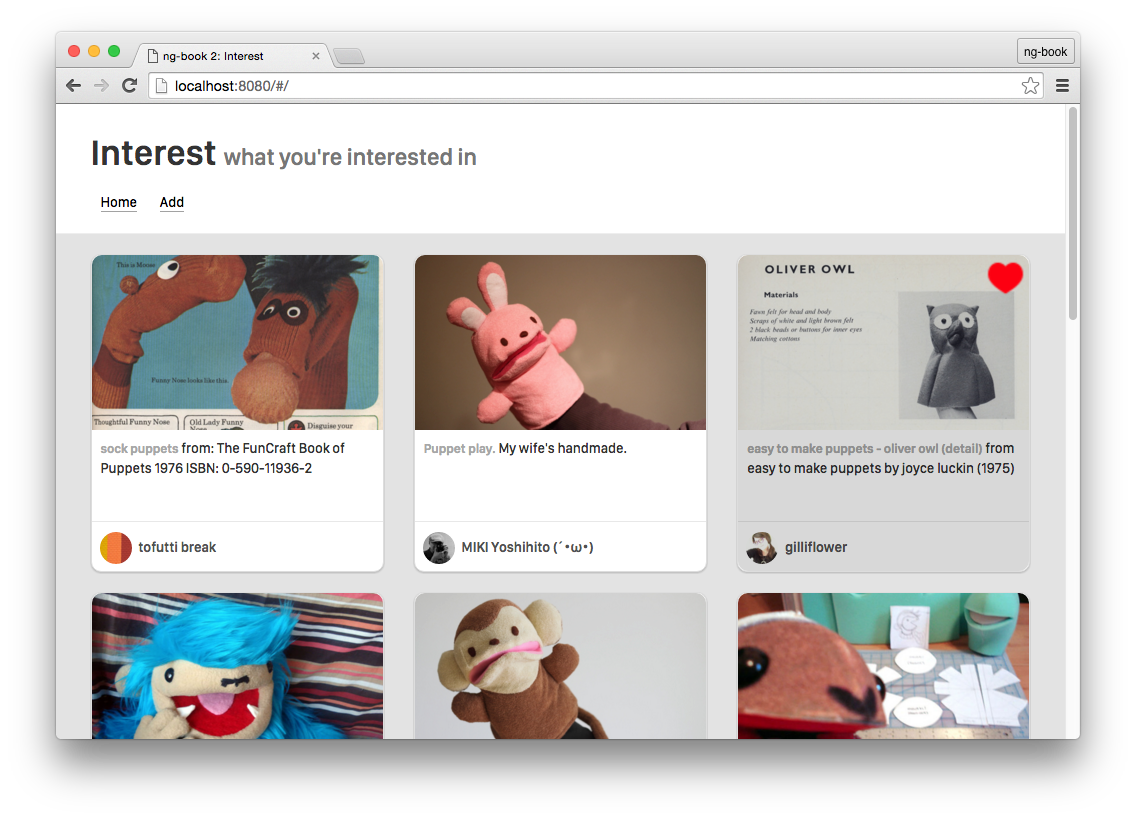 ng-book 2: Interest
ng-book
localhost:8080/#/
Interest what you're interested in
Home Add
This is Moose.
Funny Nose looks like this.
Thoughtful Funny Nose
Old Lady Funny
Nose
Disguise your
sock puppets from: The FunCraft Book of
Puppets 1976 ISBN: 0-590-11936-2
tofutti break
Puppet play. My wife's handmade.
MIKI Yoshihito (´･ω･)
OLIVER OWL
Materials
Fawn felt for head and body
Scraps of white and light brown felt
2 black beads or buttons for inner eyes
Matching cottons
easy to make puppets - oliver owl (detail) from
easy to make puppets by joyce luckin (1975)
gilliflower